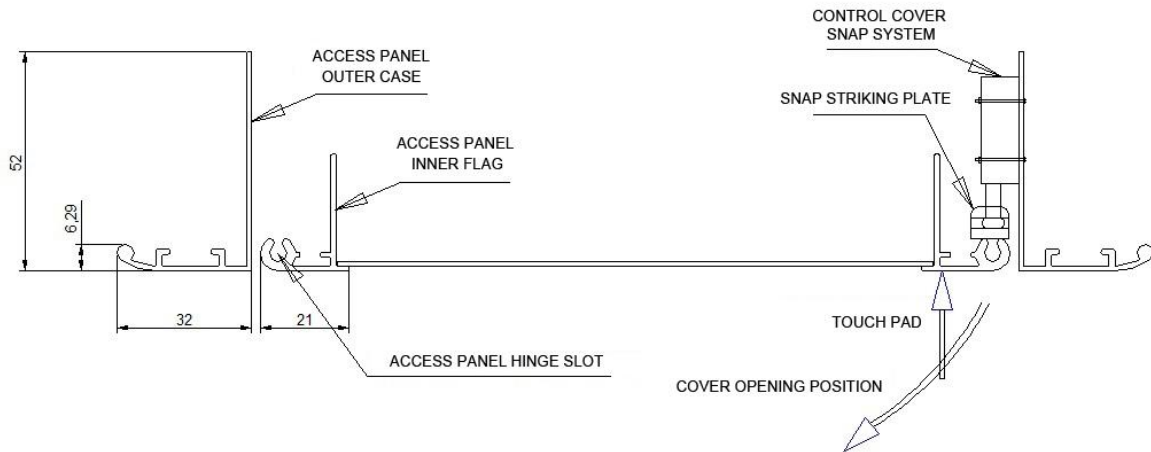 CONTROL COVER
SNAP SYSTEM
ACCESS PANEL
OUTER CASE
SNAP STRIKING PLATE
ACCESS PANEL
INNER FLAG
52
6,29
32
21
TOUCH PAD
ACCESS PANEL HINGE SLOT
COVER OPENING POSITION